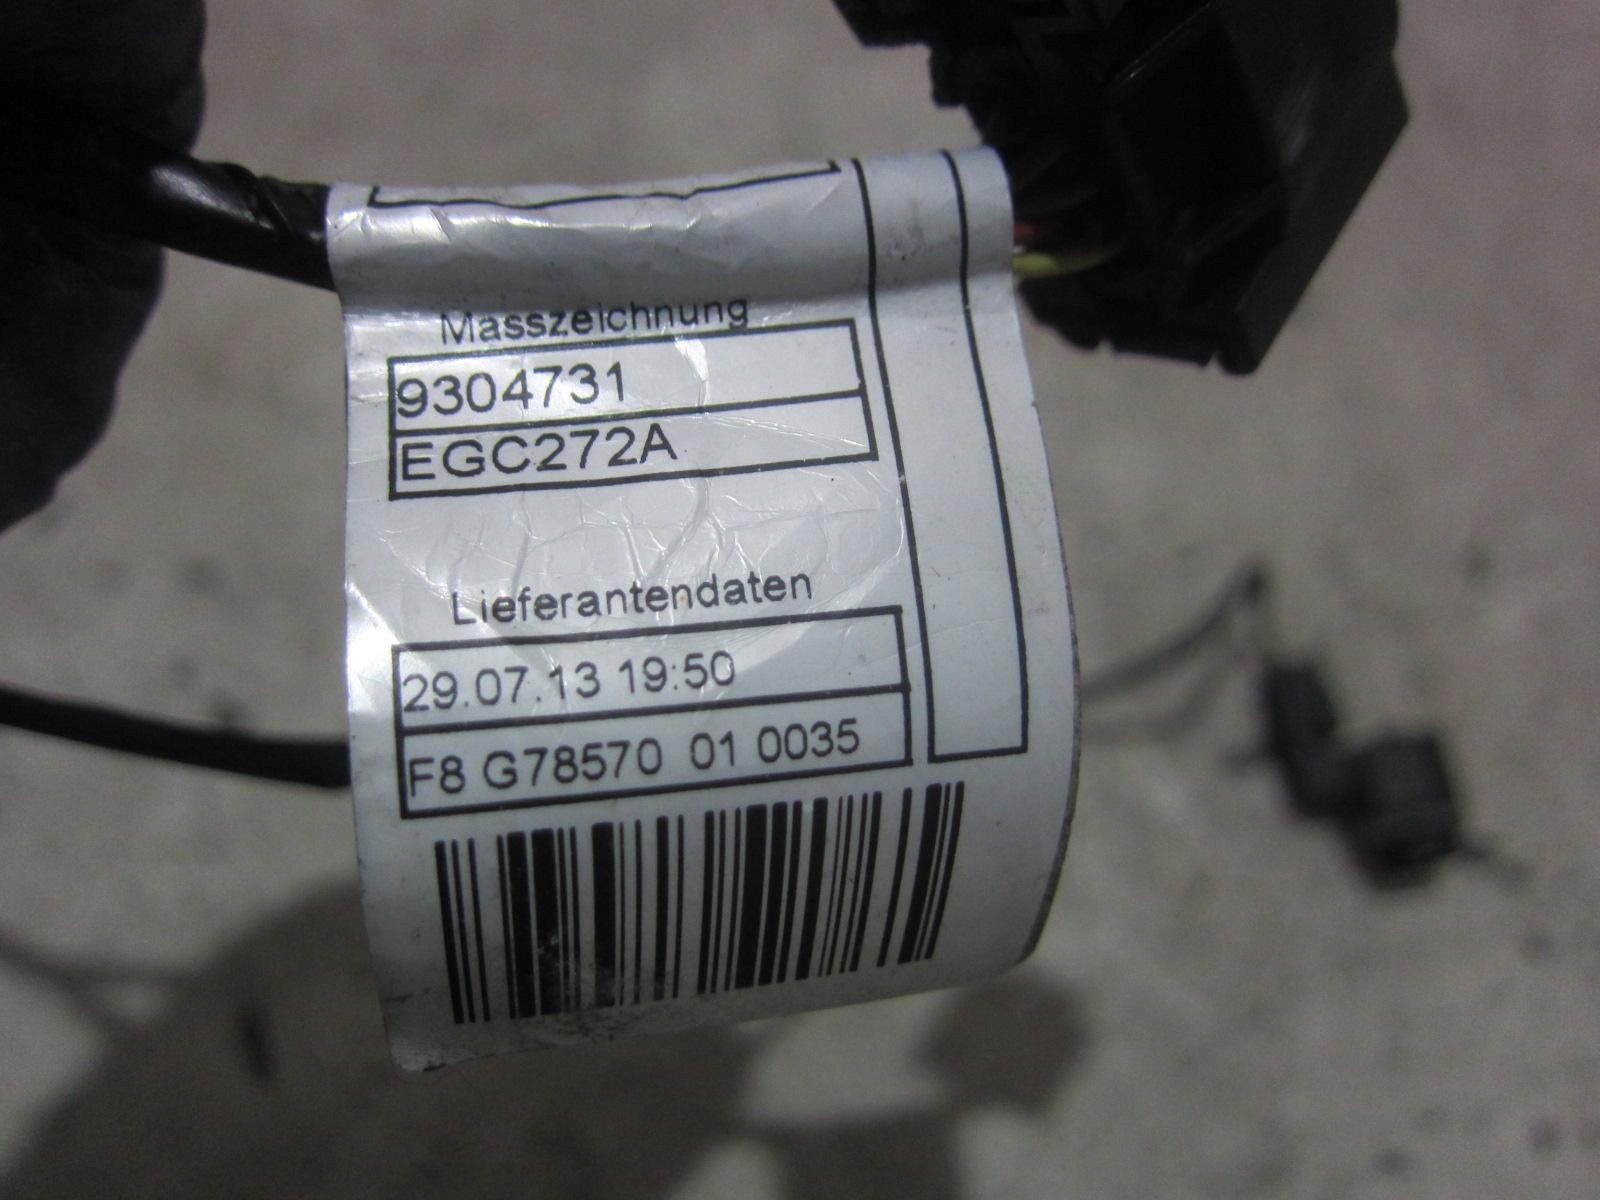 Masszeichnung
9304731
EGC272A
Lieferantendaten
29.07.13 19:50
F8 G78570 01 0035